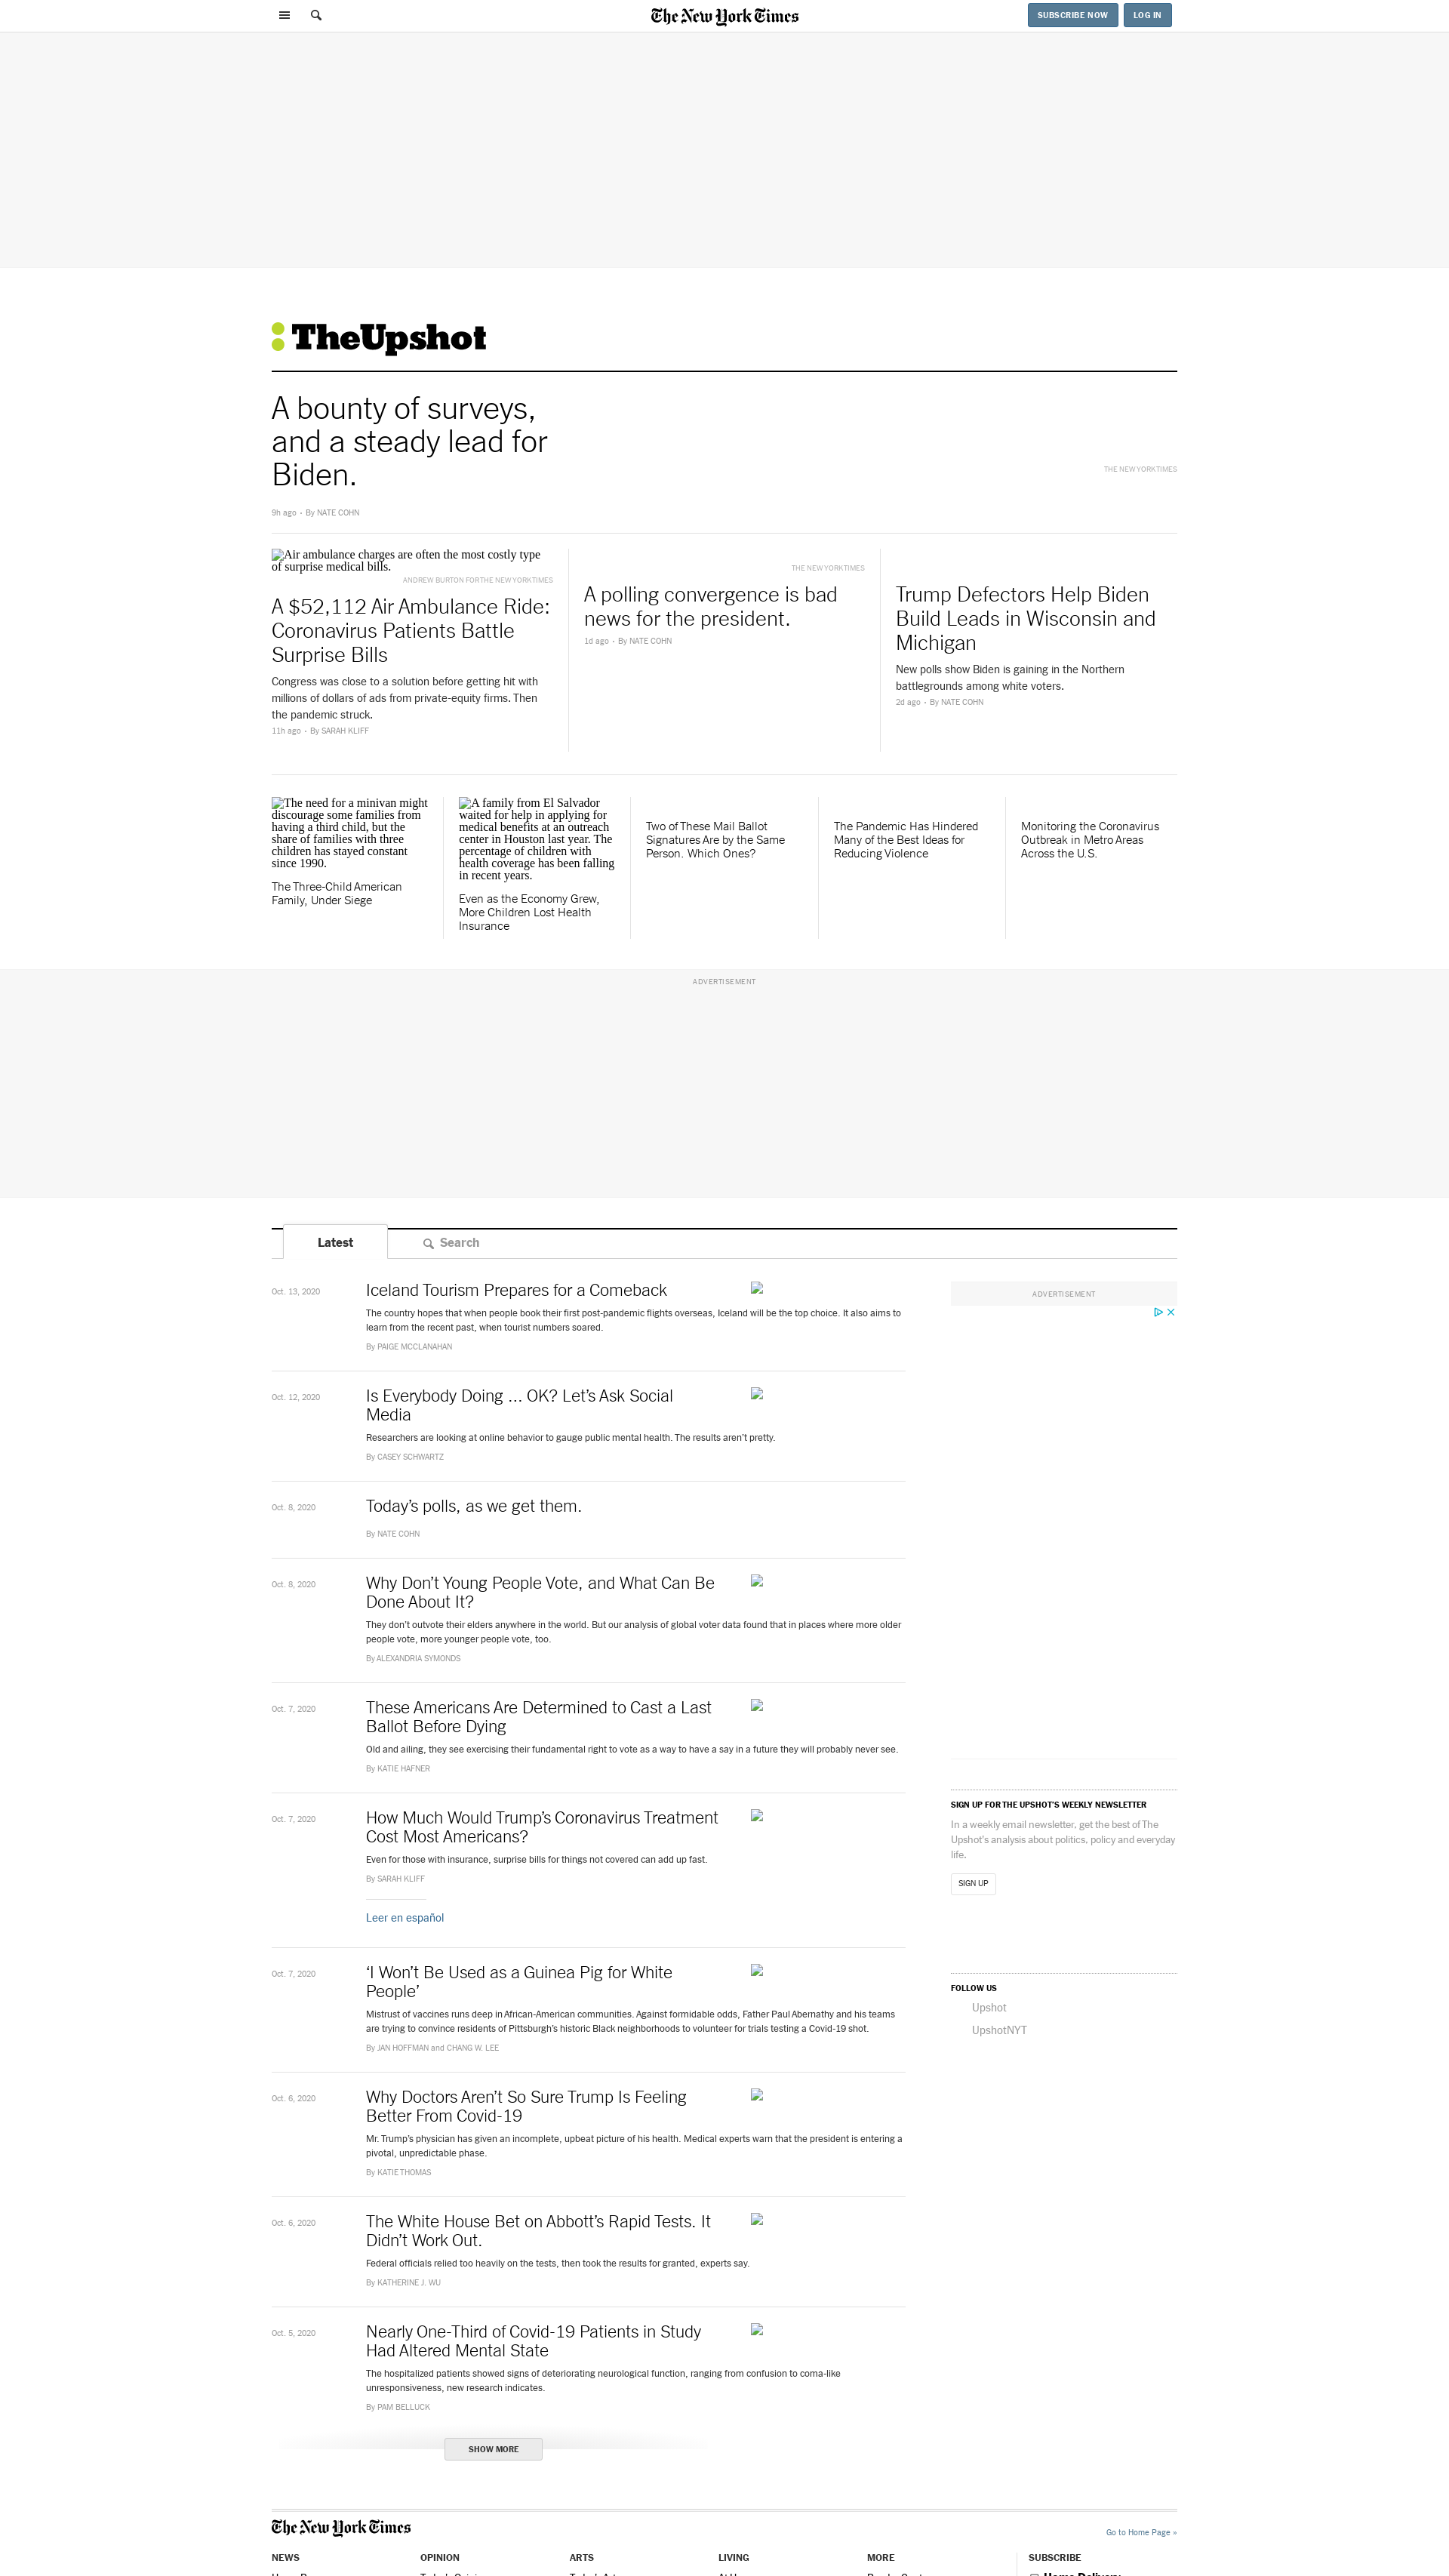 The New York Times
SUBSCRIBE NOW
LOG IN
TheUpshot
A bounty of surveys,
and a steady lead for
Biden.
THE NEW YORK TIMES
9h ago • By NATE COHN
Air ambulance charges are often the most costly type
of surprise medical bills.
ANDREW BURTON FOR THE NEW YORK TIMES
A $52,112 Air Ambulance Ride:
Coronavirus Patients Battle
Surprise Bills
Congress was close to a solution before getting hit with
millions of dollars of ads from private-equity firms. Then
the pandemic struck.
11h ago • By SARAH KLIFF
THE NEW YORK TIMES
A polling convergence is bad
news for the president.
1d ago • By NATE COHN
Trump Defectors Help Biden
Build Leads in Wisconsin and
Michigan
New polls show Biden is gaining in the Northern
battlegrounds among white voters.
2d ago • By NATE COHN
The need for a minivan might
discourage some families from
having a third child, but the
share of families with three
children has stayed constant
since 1990.
The Three-Child American
Family, Under Siege
A family from El Salvador
waited for help in applying for
medical benefits at an outreach
center in Houston last year. The
percentage of children with
health coverage has been falling
in recent years.
Even as the Economy Grew,
More Children Lost Health
Insurance
Two of These Mail Ballot
Signatures Are by the Same
Person. Which Ones?
The Pandemic Has Hindered
Many of the Best Ideas for
Reducing Violence
Monitoring the Coronavirus
Outbreak in Metro Areas
Across the U.S.
ADVERTISEMENT
Latest
Search
Oct. 13, 2020
Iceland Tourism Prepares for a Comeback
The country hopes that when people book their first post-pandemic flights overseas, Iceland will be the top choice. It also aims to
learn from the recent past, when tourist numbers soared.
By PAIGE MCCLANAHAN
Oct. 12, 2020
Is Everybody Doing ... OK? Let’s Ask Social
Media
Researchers are looking at online behavior to gauge public mental health. The results aren’t pretty.
By CASEY SCHWARTZ
Oct. 8, 2020
Today’s polls, as we get them.
By NATE COHN
Oct. 8, 2020
Why Don’t Young People Vote, and What Can Be
Done About It?
They don’t outvote their elders anywhere in the world. But our analysis of global voter data found that in places where more older
people vote, more younger people vote, too.
By ALEXANDRIA SYMONDS
Oct. 7, 2020
These Americans Are Determined to Cast a Last
Ballot Before Dying
Old and ailing, they see exercising their fundamental right to vote as a way to have a say in a future they will probably never see.
By KATIE HAFNER
Oct. 7, 2020
How Much Would Trump’s Coronavirus Treatment
Cost Most Americans?
Even for those with insurance, surprise bills for things not covered can add up fast.
By SARAH KLIFF
Leer en español
Oct. 7, 2020
‘I Won’t Be Used as a Guinea Pig for White
People’
Mistrust of vaccines runs deep in African-American communities. Against formidable odds, Father Paul Abernathy and his teams
are trying to convince residents of Pittsburgh’s historic Black neighborhoods to volunteer for trials testing a Covid-19 shot.
By JAN HOFFMAN and CHANG W. LEE
Oct. 6, 2020
Why Doctors Aren’t So Sure Trump Is Feeling
Better From Covid-19
Mr. Trump’s physician has given an incomplete, upbeat picture of his health. Medical experts warn that the president is entering a
pivotal, unpredictable phase.
By KATIE THOMAS
Oct. 6, 2020
The White House Bet on Abbott’s Rapid Tests. It
Didn’t Work Out.
Federal officials relied too heavily on the tests, then took the results for granted, experts say.
By KATHERINE J. WU
Oct. 5, 2020
Nearly One-Third of Covid-19 Patients in Study
Had Altered Mental State
The hospitalized patients showed signs of deteriorating neurological function, ranging from confusion to coma-like
unresponsiveness, new research indicates.
By PAM BELLUCK
SHOW MORE
ADVERTISEMENT
SIGN UP FOR THE UPSHOT’S WEEKLY NEWSLETTER
In a weekly email newsletter, get the best of The
Upshot’s analysis about politics, policy and everyday
life.
SIGN UP
FOLLOW US
Upshot
UpshotNYT
The New York Times
Go to Home Page »
NEWS
OPINION
ARTS
LIVING
MORE
SUBSCRIBE